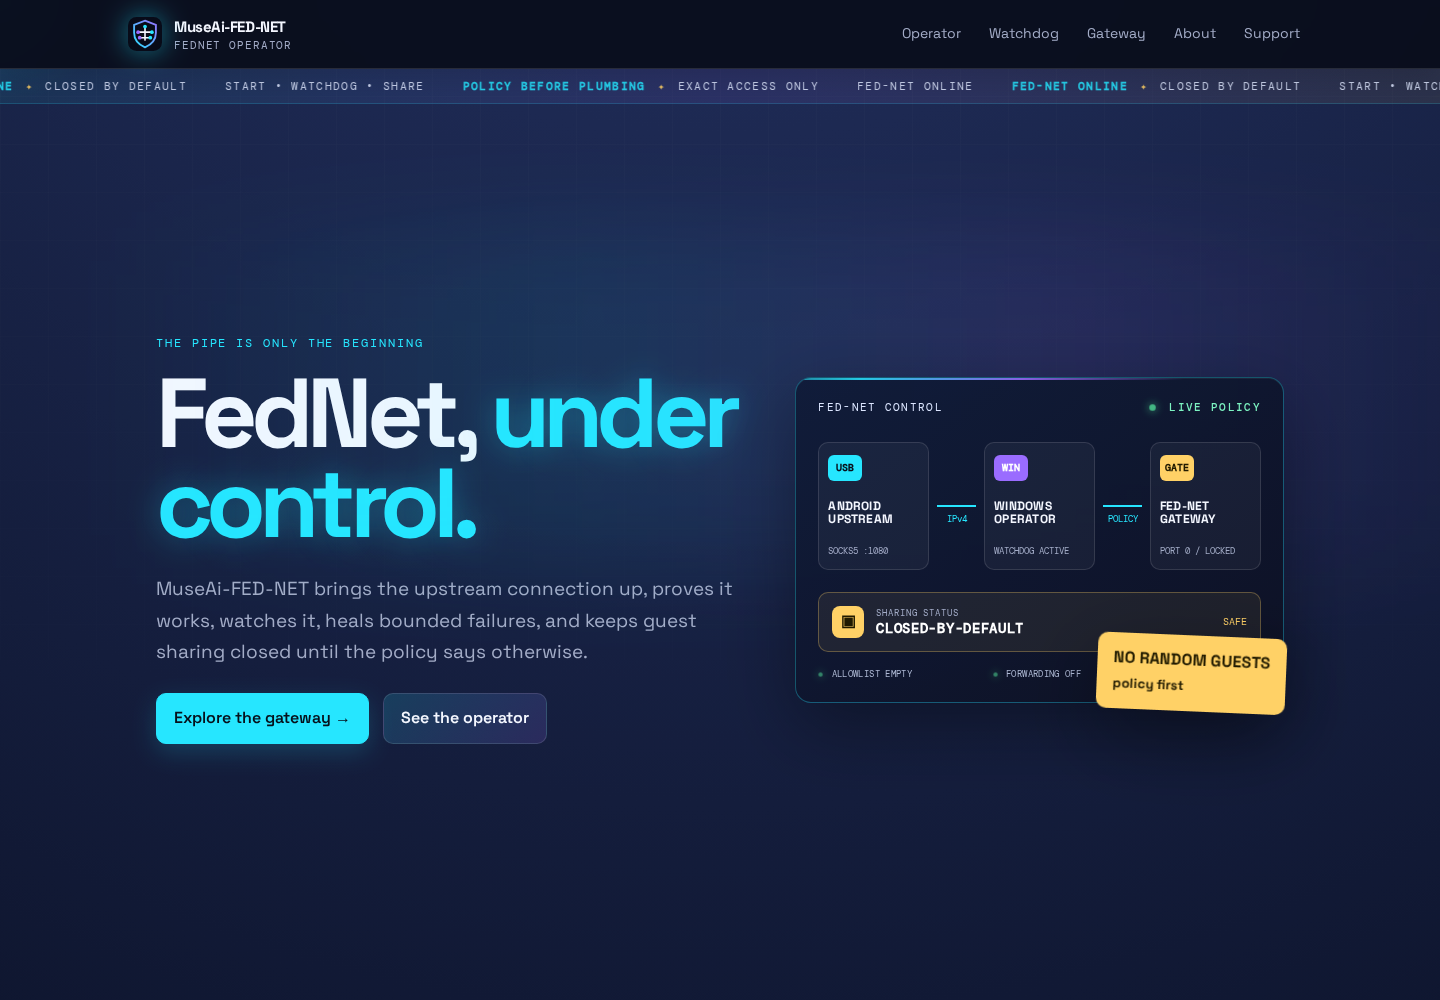 MuseAi-FED-NET
FEDNET OPERATOR
Operator Watchdog Gateway About Support
NE ✦ CLOSED BY DEFAULT START • WATCHDOG • SHARE POLICY BEFORE PLUMBING ✦ EXACT ACCESS ONLY FED-NET ONLINE FED-NET ONLINE ✦ CLOSED BY DEFAULT START • WATC
THE PIPE IS ONLY THE BEGINNING
FedNet, under
control.
MuseAi-FED-NET brings the upstream connection up, proves it
works, watches it, heals bounded failures, and keeps guest
sharing closed until the policy says otherwise.
Explore the gateway →
See the operator
FED-NET CONTROL
LIVE POLICY
USB
ANDROID
UPSTREAM
SOCKS5 :1080
IPv4
WIN
WINDOWS
OPERATOR
WATCHDOG ACTIVE
POLICY
GATE
FED-NET
GATEWAY
PORT 0 / LOCKED
SHARING STATUS
CLOSED-BY-DEFAULT
SAFE
ALLOWLIST EMPTY
FORWARDING OFF
NO RANDOM GUESTS
policy first